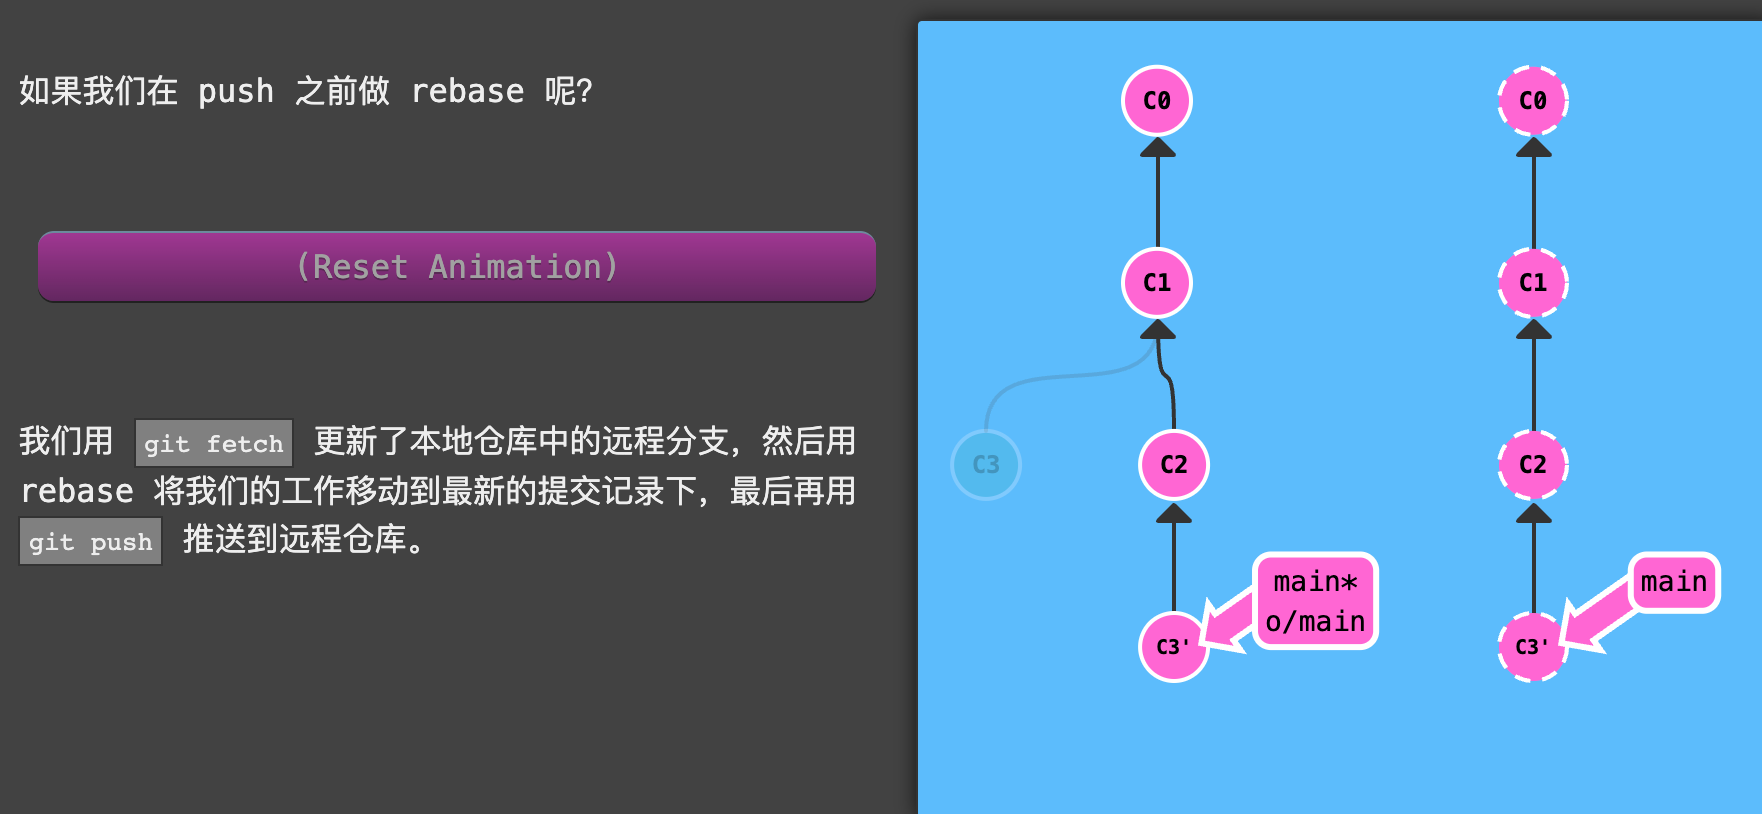 如果我们在 push 之前做 rebase 呢？
(Reset Animation)
我们用 git fetch 更新了本地仓库中的远程分支，然后用
rebase 将我们的工作移动到最新的提交记录下，最后再用
git push 推送到远程仓库。
C0
C1
C3
C2
main*
o/main
C3'
C0
C1
C2
main
C3'